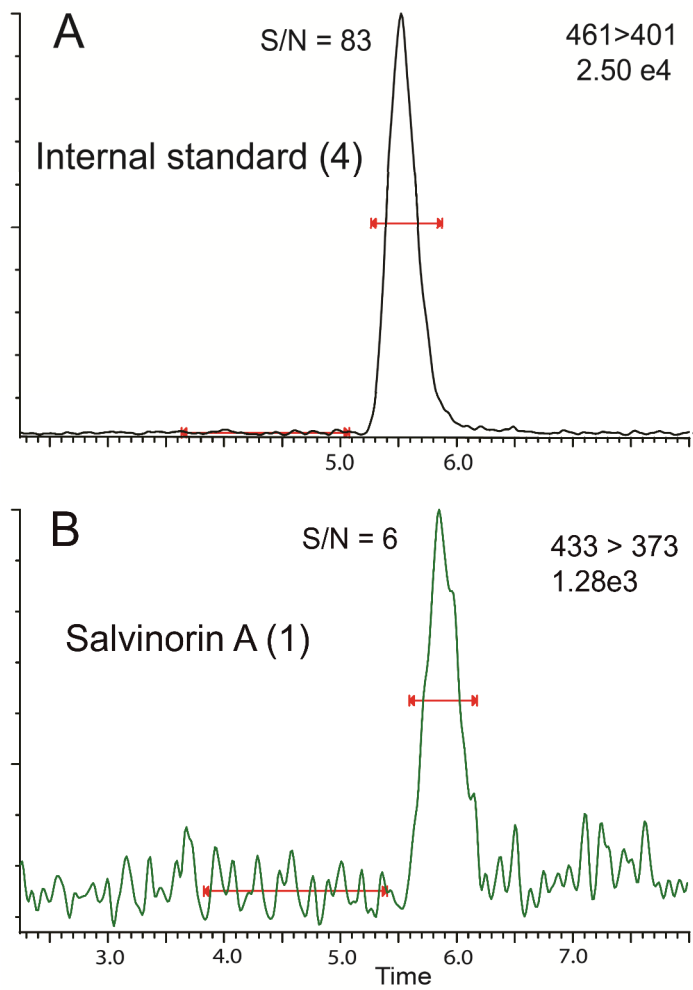 A
S/N = 83
461>401
2.50 e4
Internal standard (4)
5.0 6.0
B
S/N = 6
433 > 373
1.28e3
Salvinorin A (1)
3.0 4.0 5.0 6.0 7.0
Time